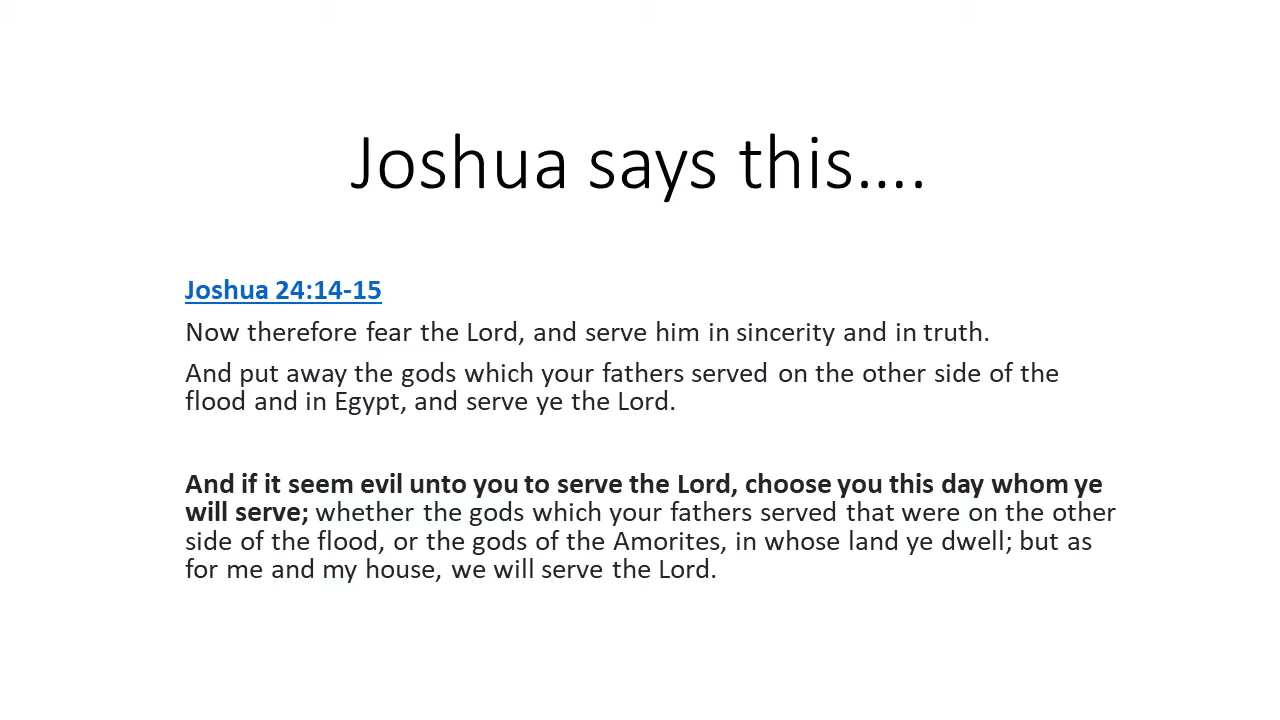 Joshua says this....
Joshua 24:14-15
Now therefore fear the Lord, and serve him in sincerity and in truth.
And put away the gods which your fathers served on the other side of the
flood and in Egypt, and serve ye the Lord.
And if it seem evil unto you to serve the Lord, choose you this day whom ye
will serve; whether the gods which your fathers served that were on the other
side of the flood, or the gods of the Amorites, in whose land ye dwell; but as
for me and my house, we will serve the Lord.